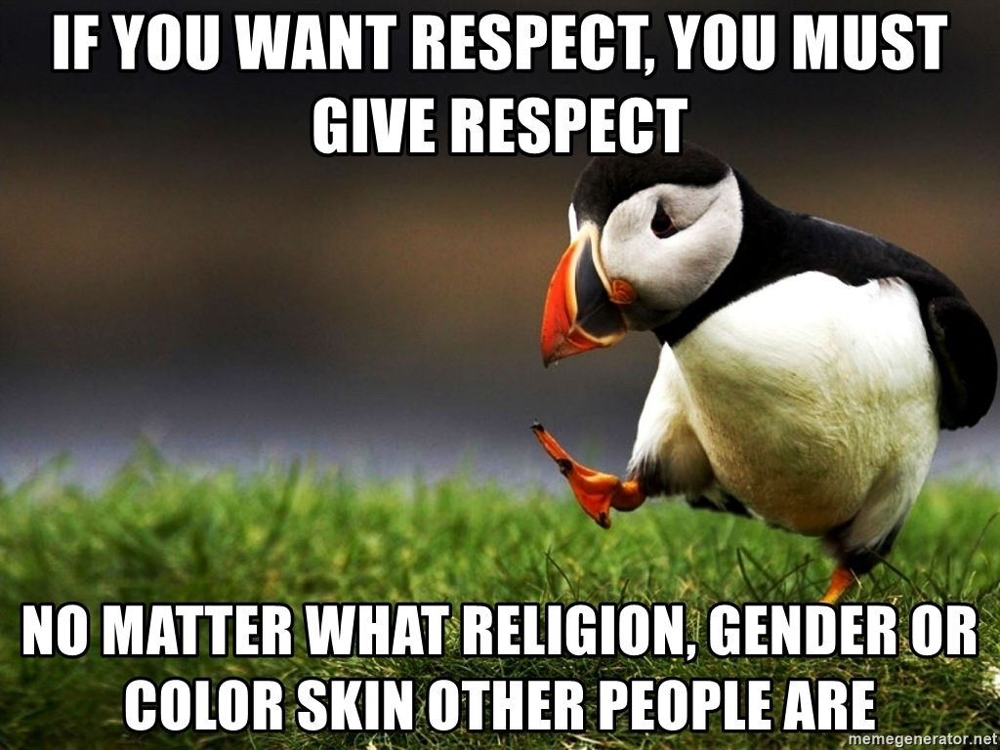 IF YOU WANT RESPECT, YOU MUST
GIVE RESPECT
NO MATTER WHAT RELIGION, GENDER OR
COLOR SKIN OTHER PEOPLE ARE
memegenerator.net